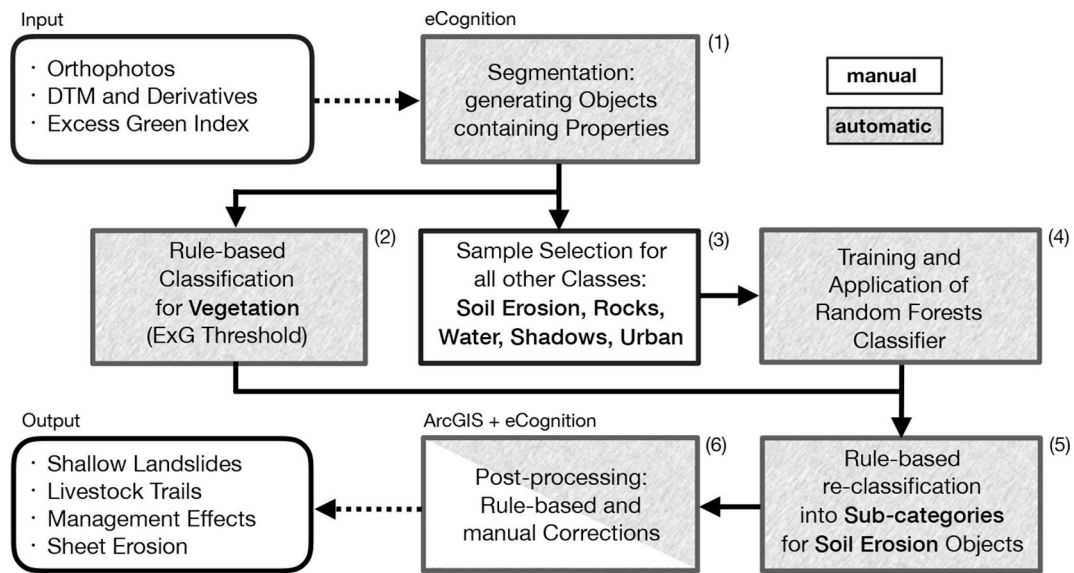 Input
· Orthophotos
· DTM and Derivatives
· Excess Green Index
eCognition
(1)
Segmentation:
generating Objects
containing Properties
manual
automatic
(2)
Rule-based
Classification
for Vegetation
(ExG Threshold)
(3)
Sample Selection for
all other Classes:
Soil Erosion, Rocks,
Water, Shadows, Urban
(4)
Training and
Application of
Random Forests
Classifier
Output
· Shallow Landslides
· Livestock Trails
· Management Effects
· Sheet Erosion
ArcGIS + eCognition
(6)
Post-processing:
Rule-based and
manual Corrections
(5)
Rule-based
re-classification
into Sub-categories
for Soil Erosion Objects